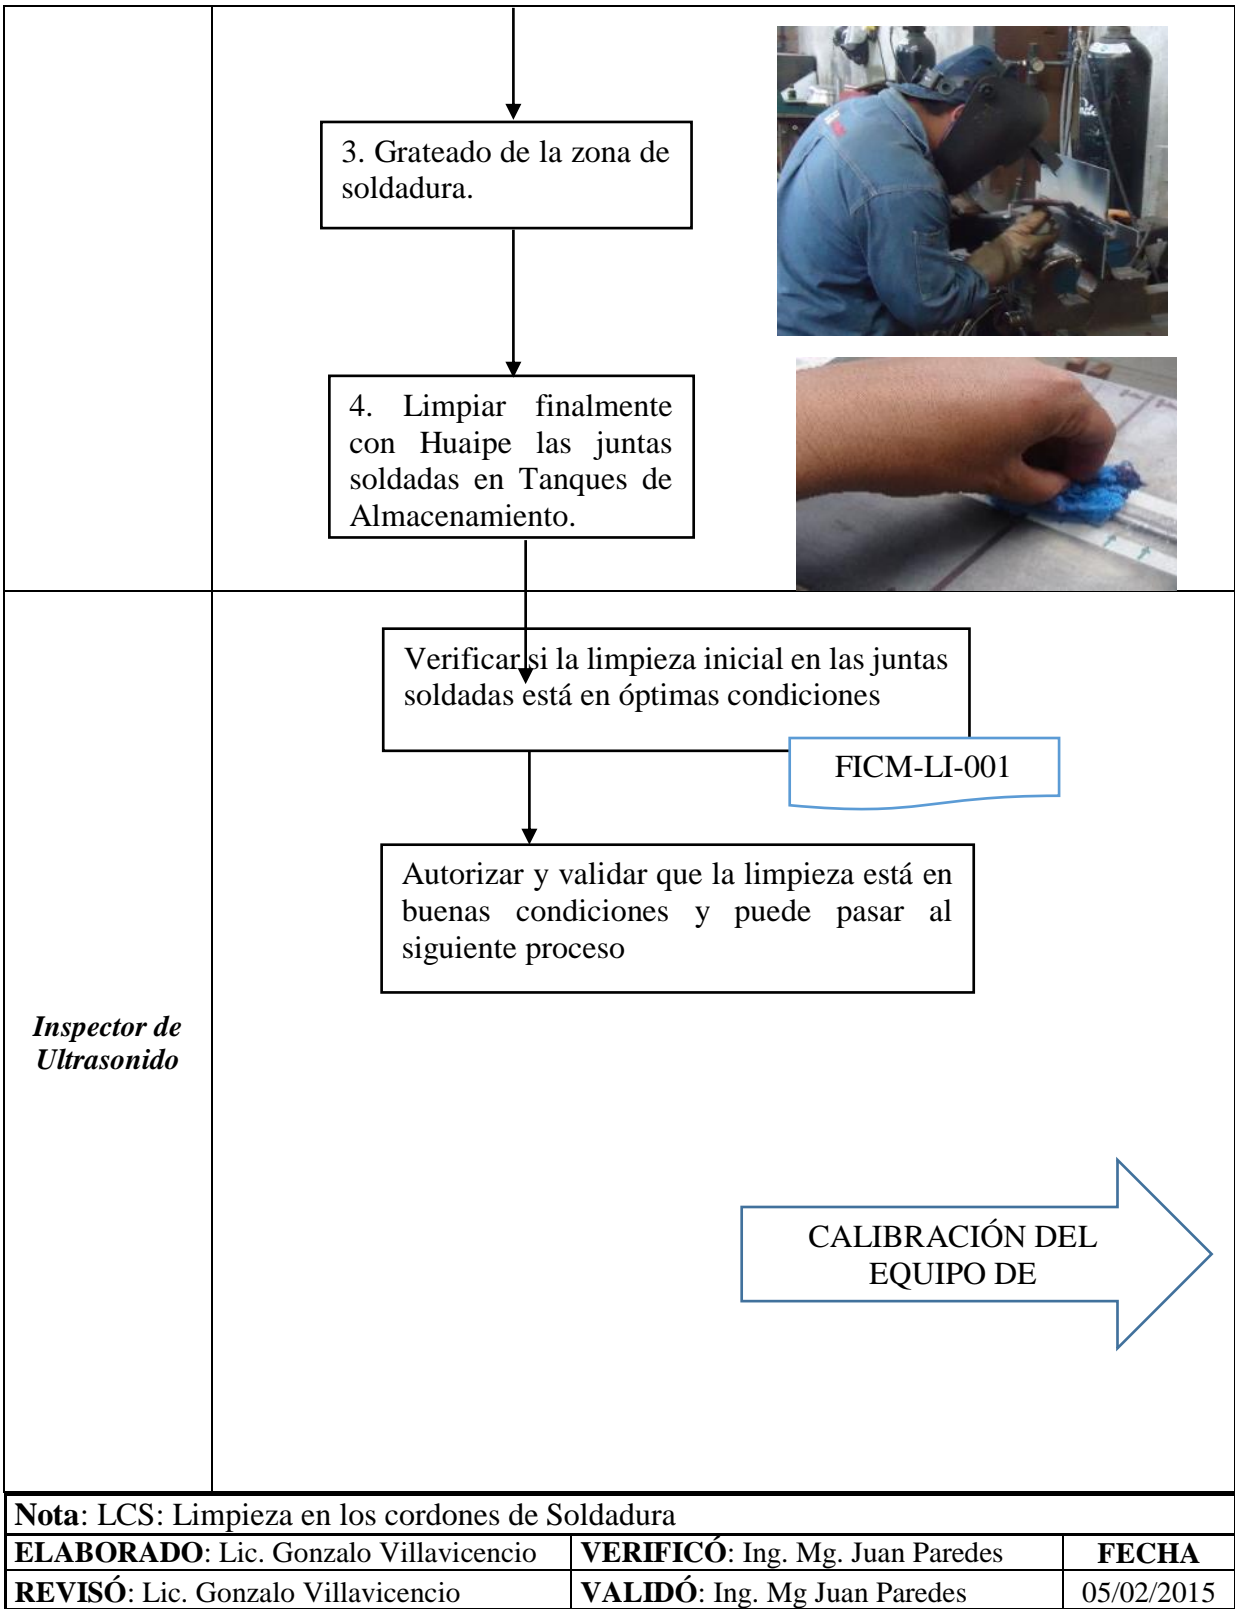 3. Grateado de la zona de
soldadura.
4. Limpiar finalmente
con Huaipe las juntas
soldadas en Tanques de
Almacenamiento.
Inspector de
Ultrasonido
Verificar si la limpieza inicial en las juntas
soldadas está en óptimas condiciones
FICM-LI-001
Autorizar y validar que la limpieza está en
buenas condiciones y puede pasar al
siguiente proceso
CALIBRACIÓN DEL
EQUIPO DE
Nota: LCS: Limpieza en los cordones de Soldadura
ELABORADO: Lic. Gonzalo Villavicencio VERIFICÓ: Ing. Mg. Juan Paredes FECHA
REVISÓ: Lic. Gonzalo Villavicencio VALIDÓ: Ing. Mg Juan Paredes 05/02/2015